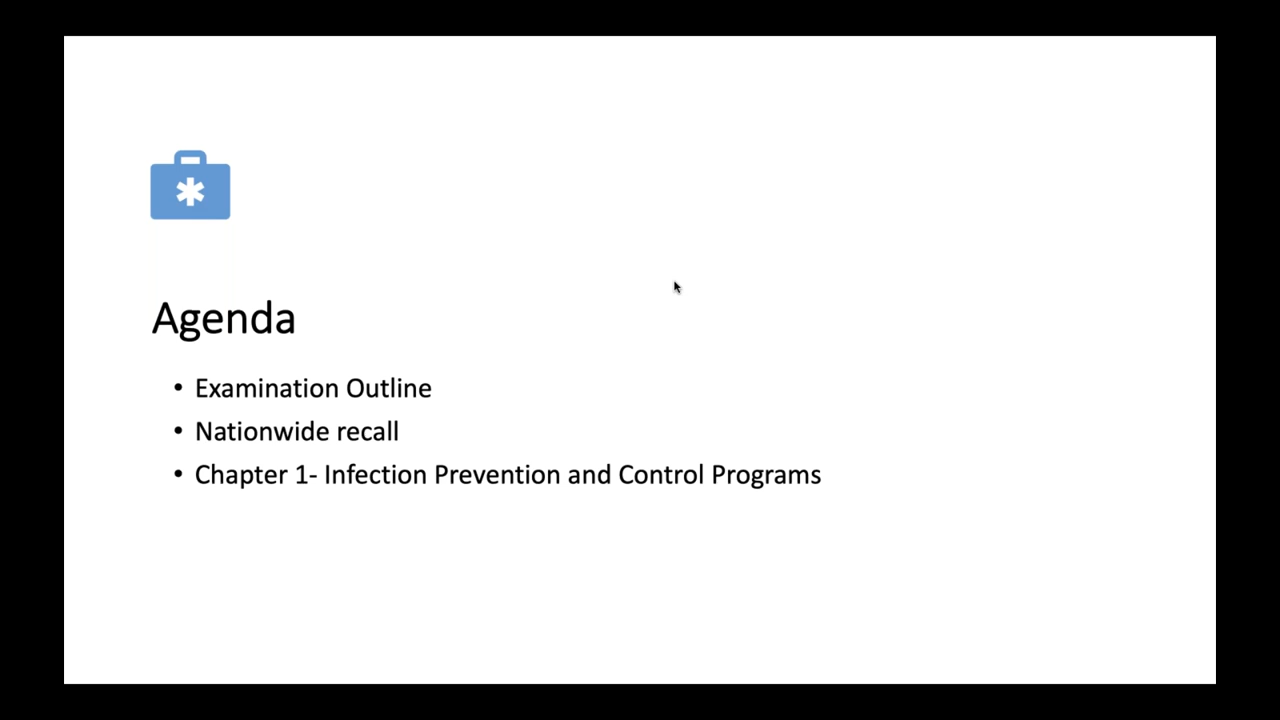 Agenda
• Examination Outline
• Nationwide recall
• Chapter 1- Infection Prevention and Control Programs